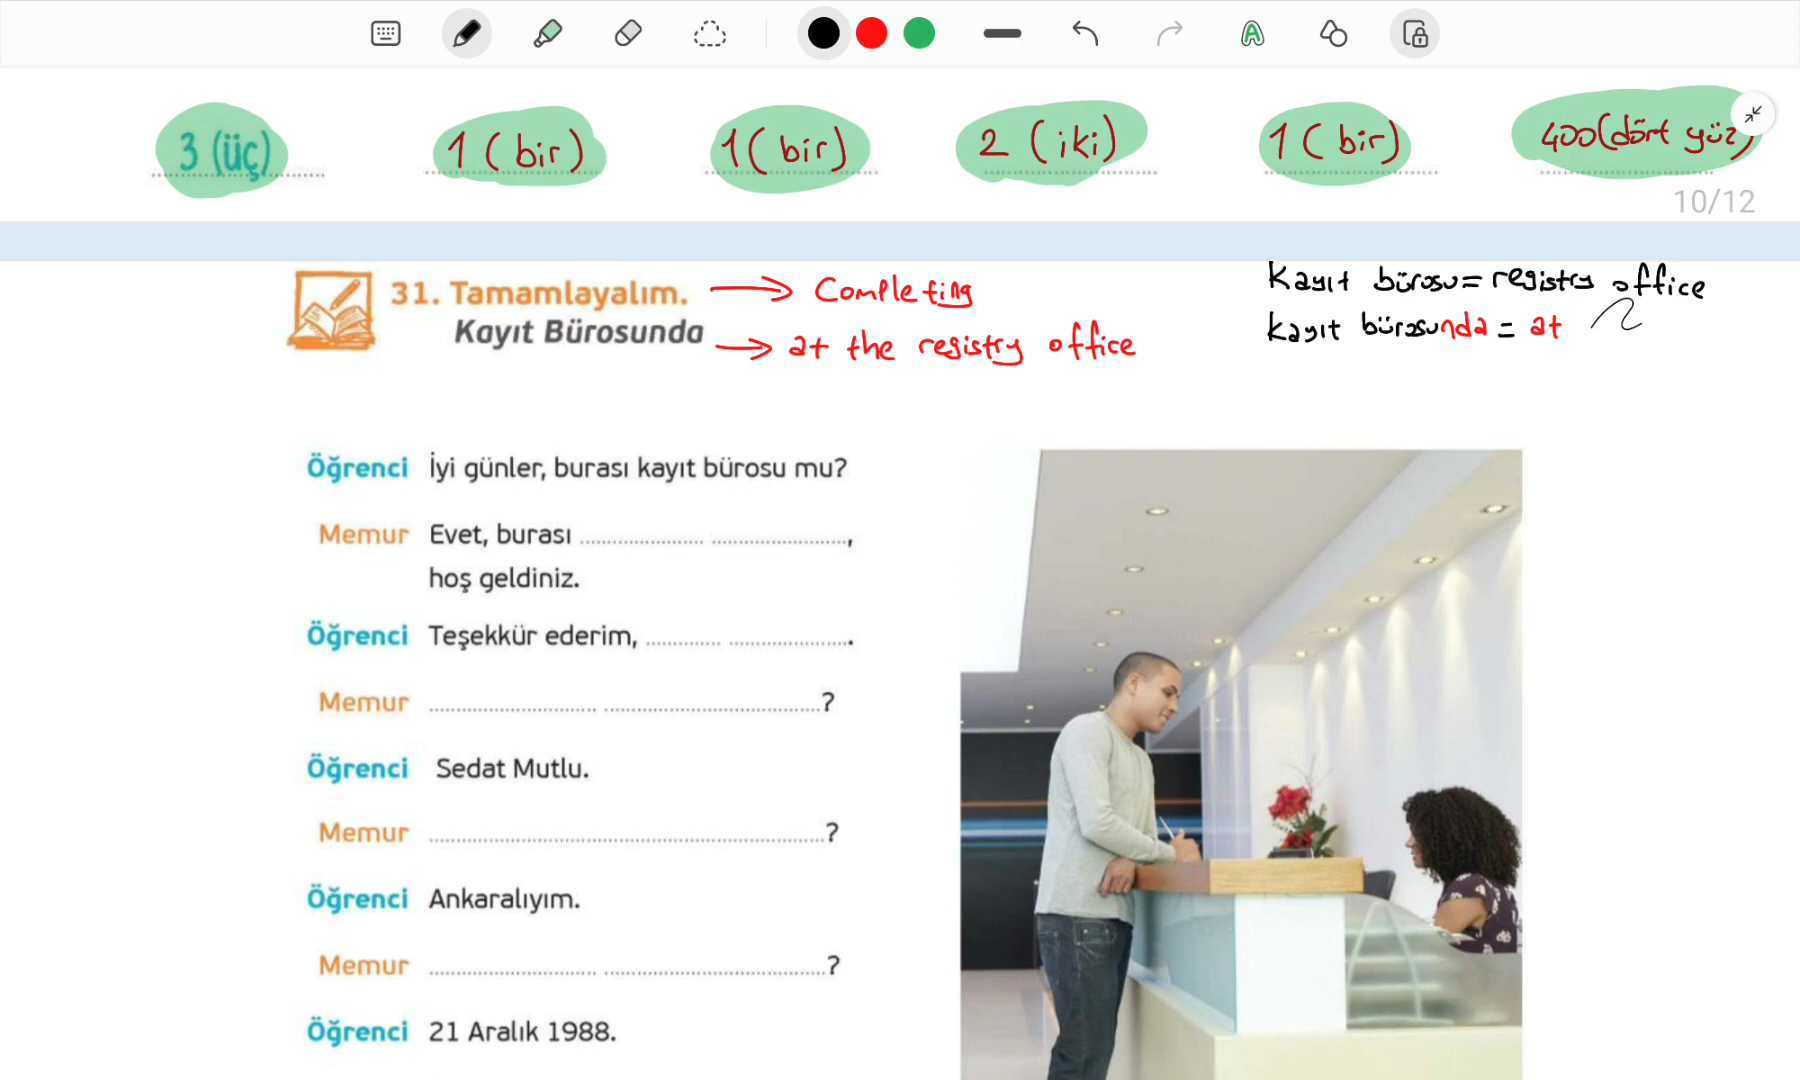 3 (üç) 1 (bir) 1 (bir) 2 (iki) 1 (bir) 400 (dört yüz)
10/12
31. Tamamlayalım. → Completing
Kayıt Bürosunda → at the registry office
Kayıt bürosu = registry office
kayıt bürosunda = at
Öğrenci İyi günler, burası kayıt bürosu mu?
Memur Evet, burası ........................ ........................,
hoş geldiniz.
Öğrenci Teşekkür ederim, ............... ........................
Memur ................................ ........................................?
Öğrenci Sedat Mutlu.
Memur ........................................................................?
Öğrenci Ankaralıyım.
Memur ................................ ........................................?
Öğrenci 21 Aralık 1988.